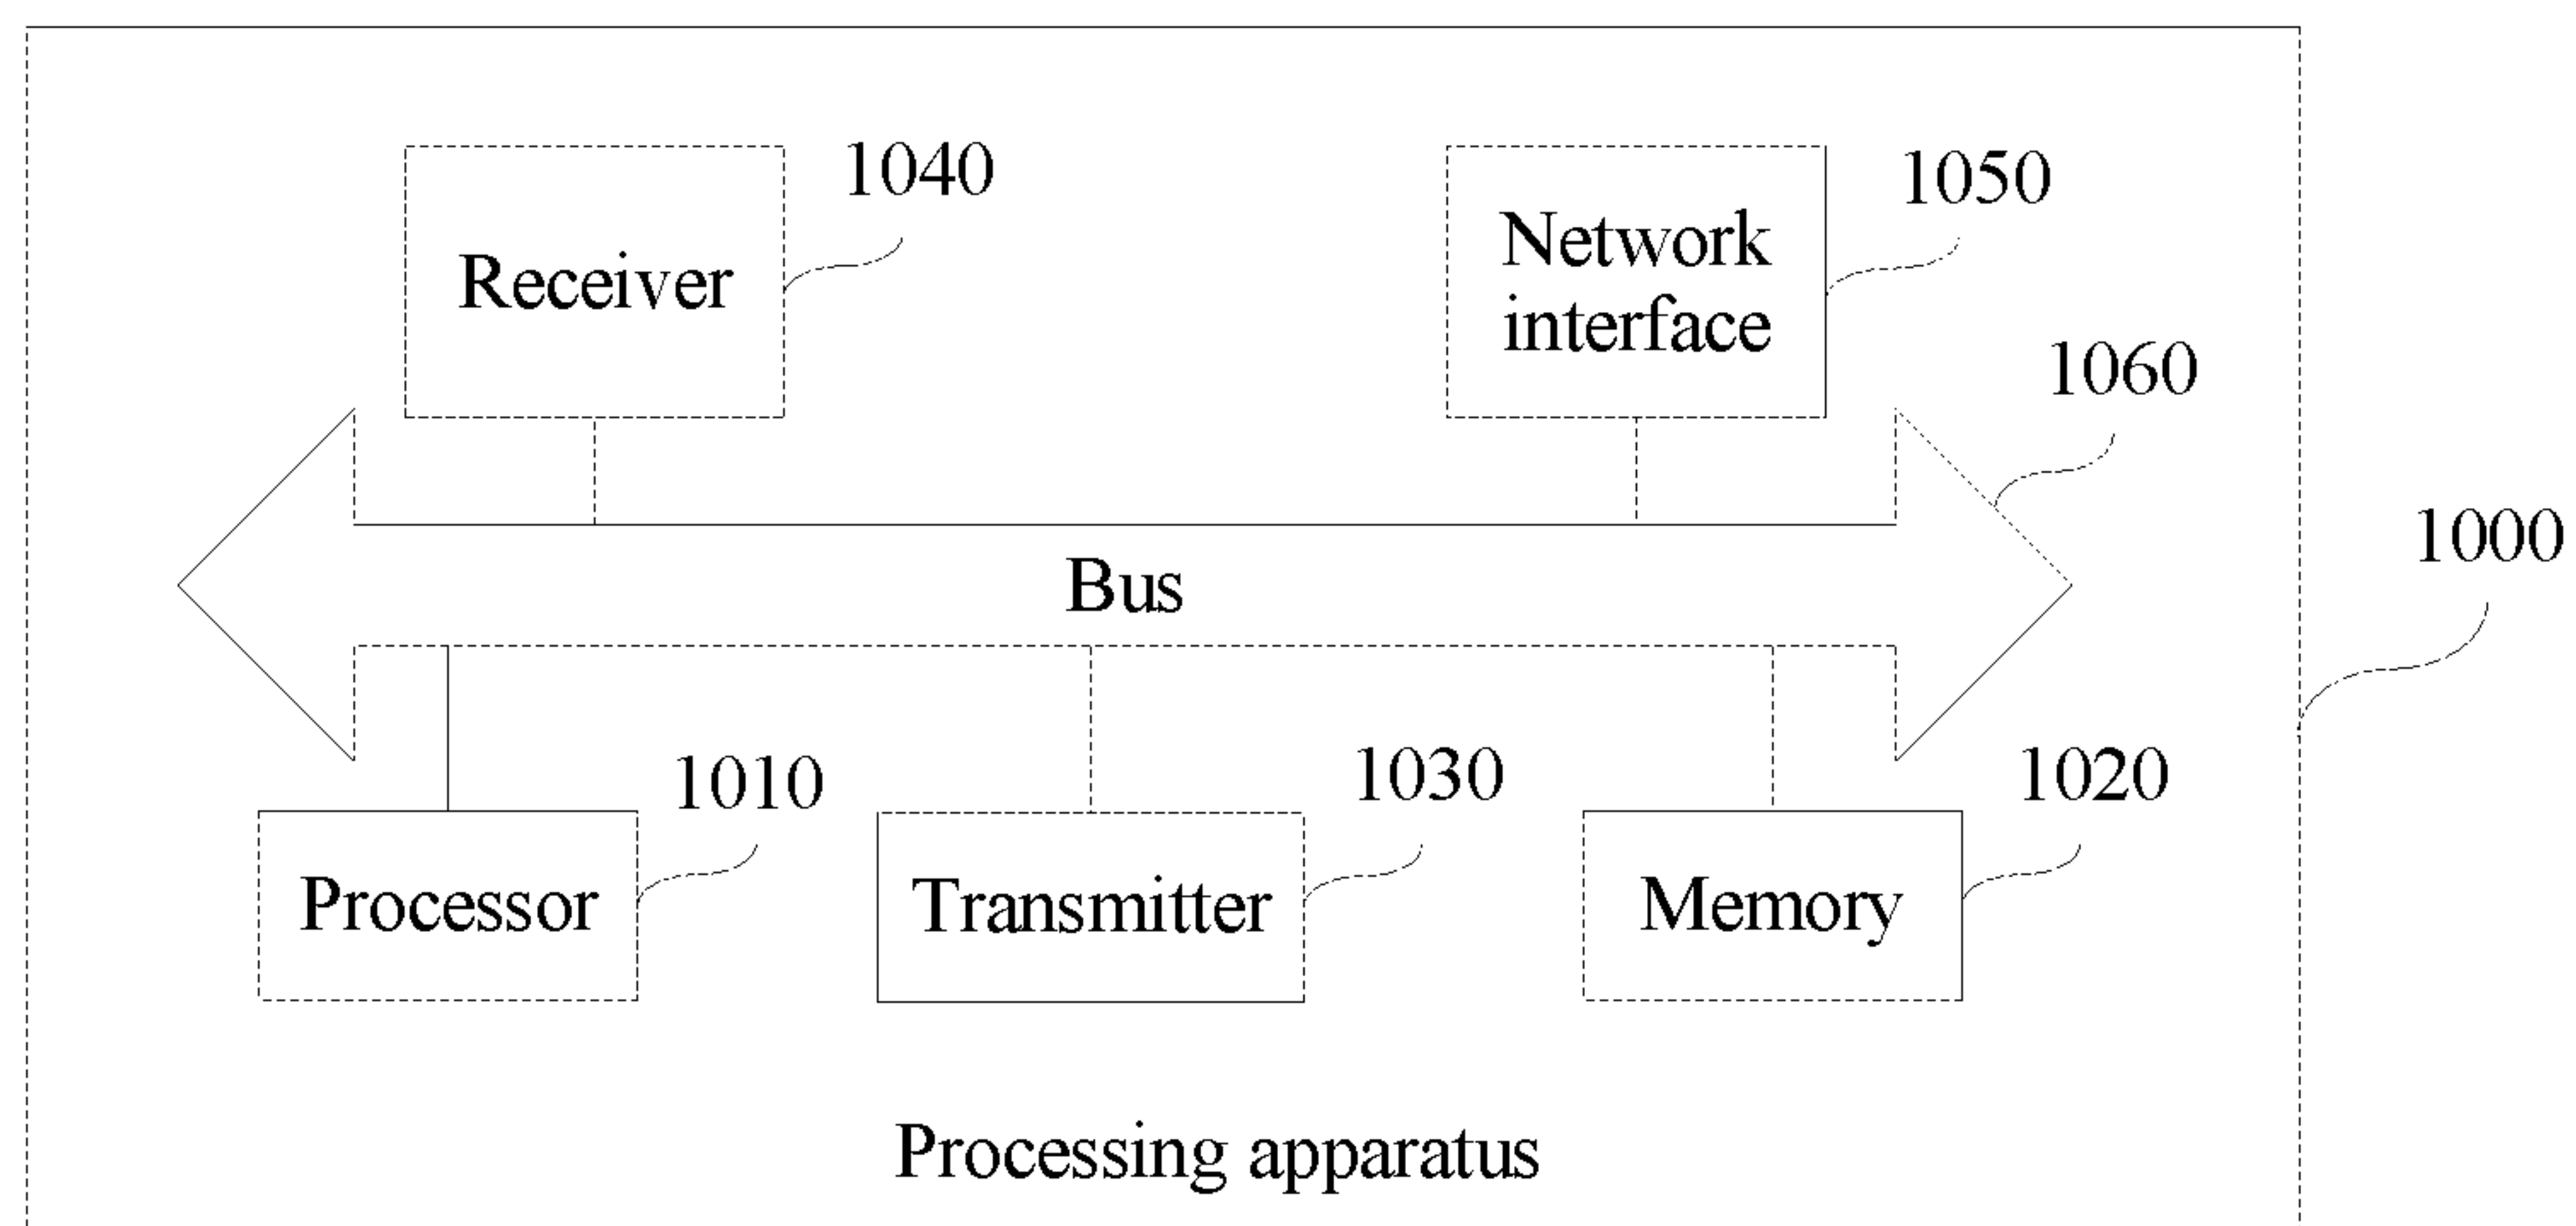 Receiver
1040
Network
interface
1050
1060
1000
Bus
Processor
1010
Transmitter
1030
Memory
1020
Processing apparatus